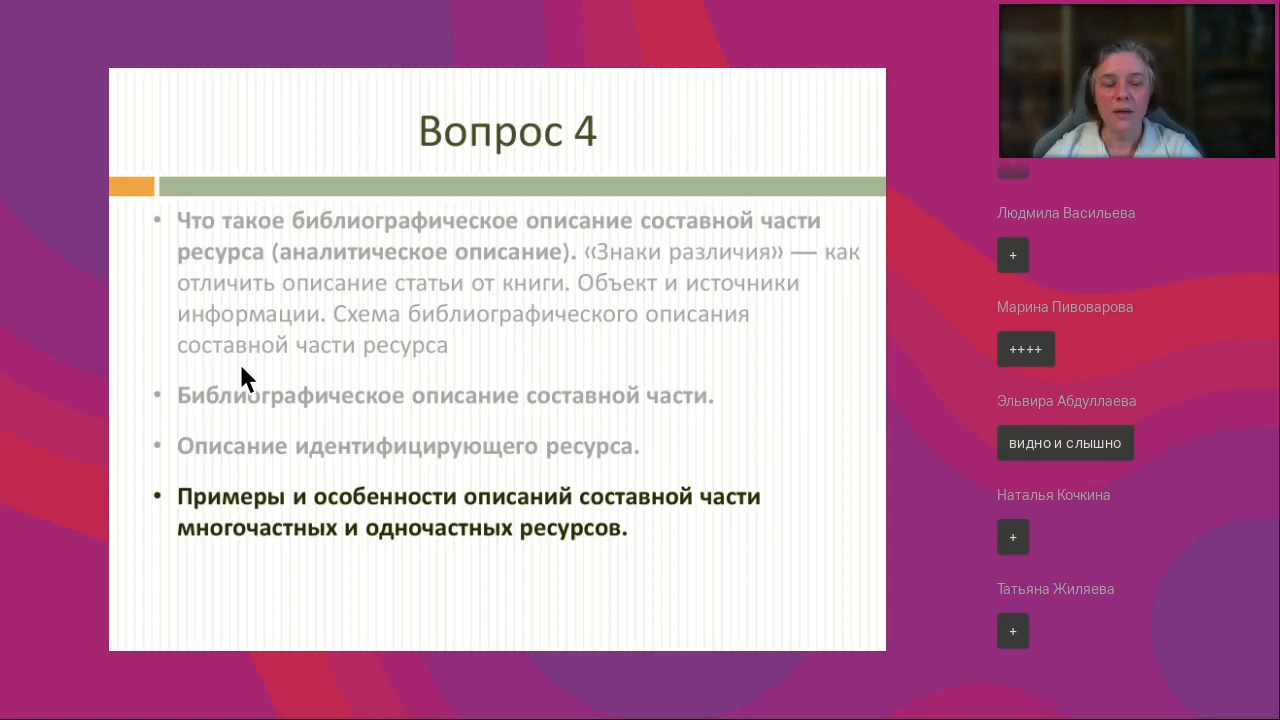 Вопрос 4
• Что такое библиографическое описание составной части
ресурса (аналитическое описание). «Знаки различия» — как
отличить описание статьи от книги. Объект и источники
информации. Схема библиографического описания
составной части ресурса
• Библиографическое описание составной части.
• Описание идентифицирующего ресурса.
• Примеры и особенности описаний составной части
многочастных и одночастных ресурсов.
Людмила Васильева
+
Марина Пивоварова
++++
Эльвира Абдуллаева
видно и слышно
Наталья Кочкина
+
Татьяна Жиляева
+